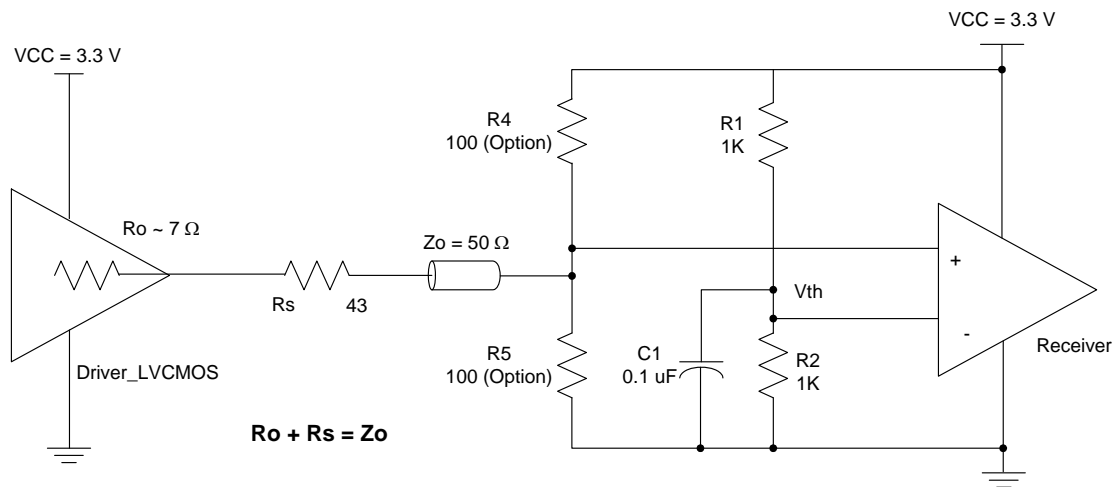 VCC = 3.3 V
VCC = 3.3 V
R4
100 (Option)
R1
1K
Ro ~ 7 Ω
Zo = 50 Ω
+
Rs
43
Vth
-
Receiver
R5
100 (Option)
C1
0.1 uF
R2
1K
Driver_LVCMOS
Ro + Rs = Zo